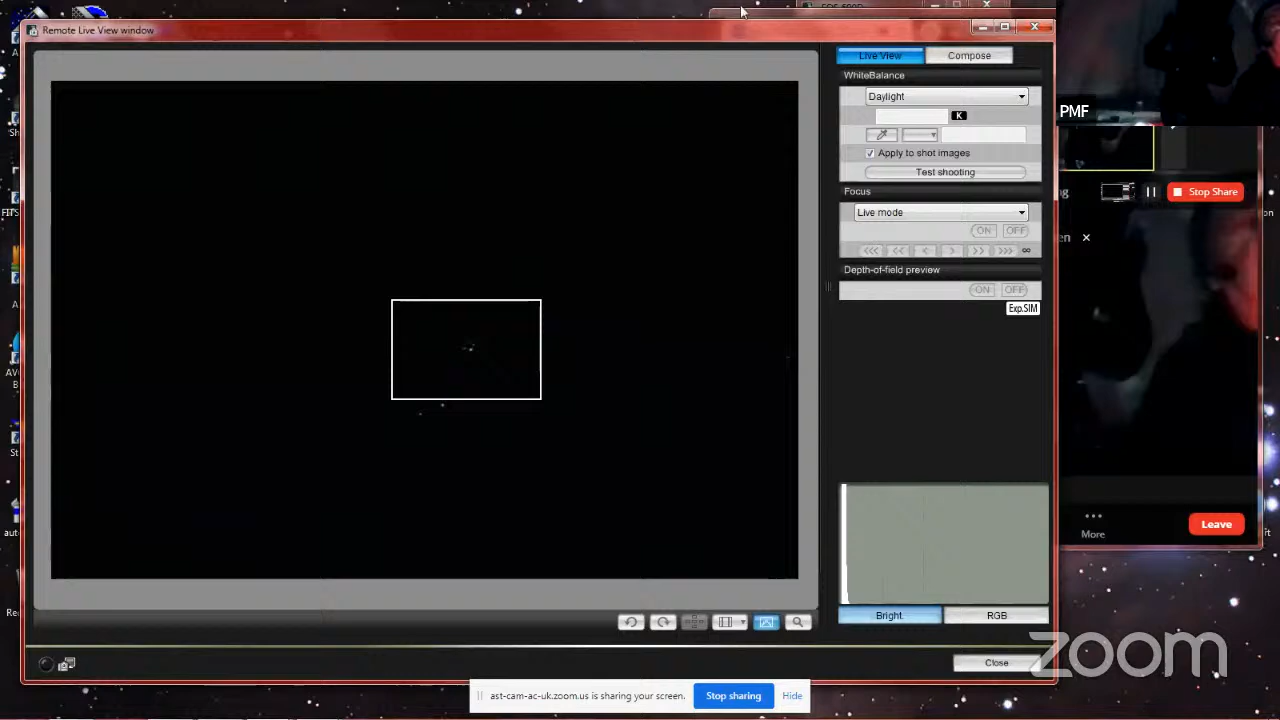 Remote Live View window
Live View
Compose
WhiteBalance
Daylight
K
Apply to shot images
Test shooting
Focus
Live mode
ON
OFF
<<<
<<
<
>
>>
>>>
∞
Depth-of-field preview
ON
OFF
Exp.SIM
Bright
RGB
Close
PMF
Stop Share
en
More
Leave
ast-cam-ac-uk.zoom.us is sharing your screen.
Stop sharing
Hide
zoom